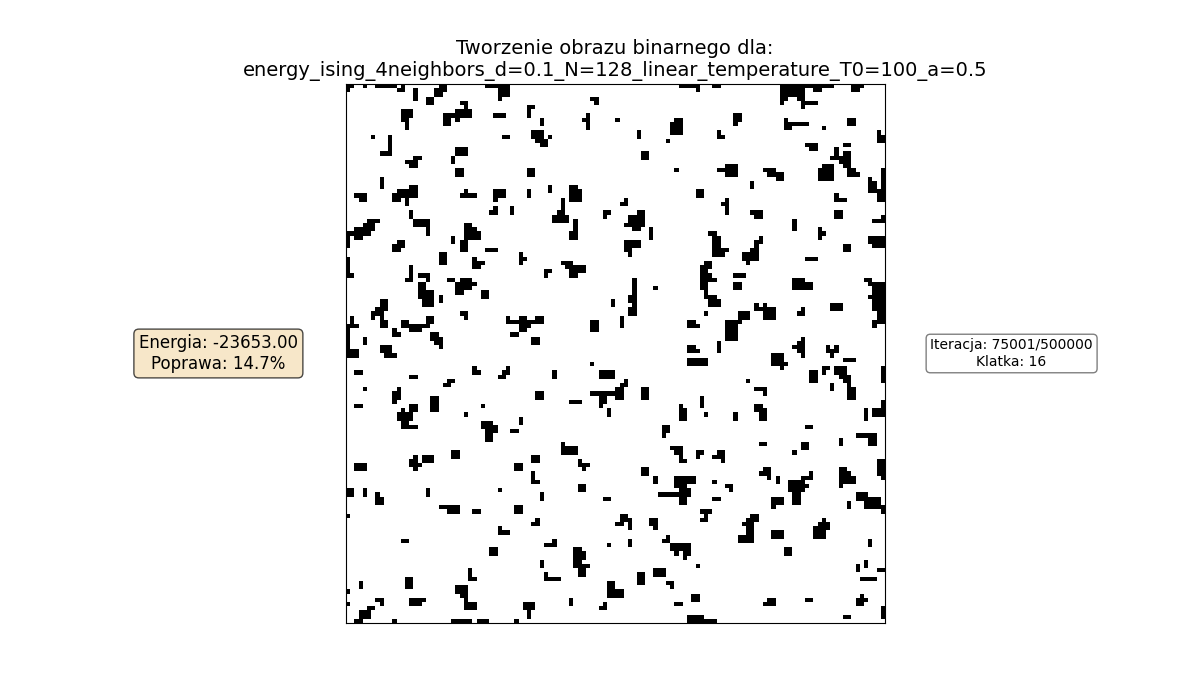 Tworzenie obrazu binarnego dla:
energy_ising_4neighbors_d=0.1_N=128_linear_temperature_T0=100_a=0.5
Energia: -23653.00
Poprawa: 14.7%
Iteracja: 75001/500000
Klatka: 16